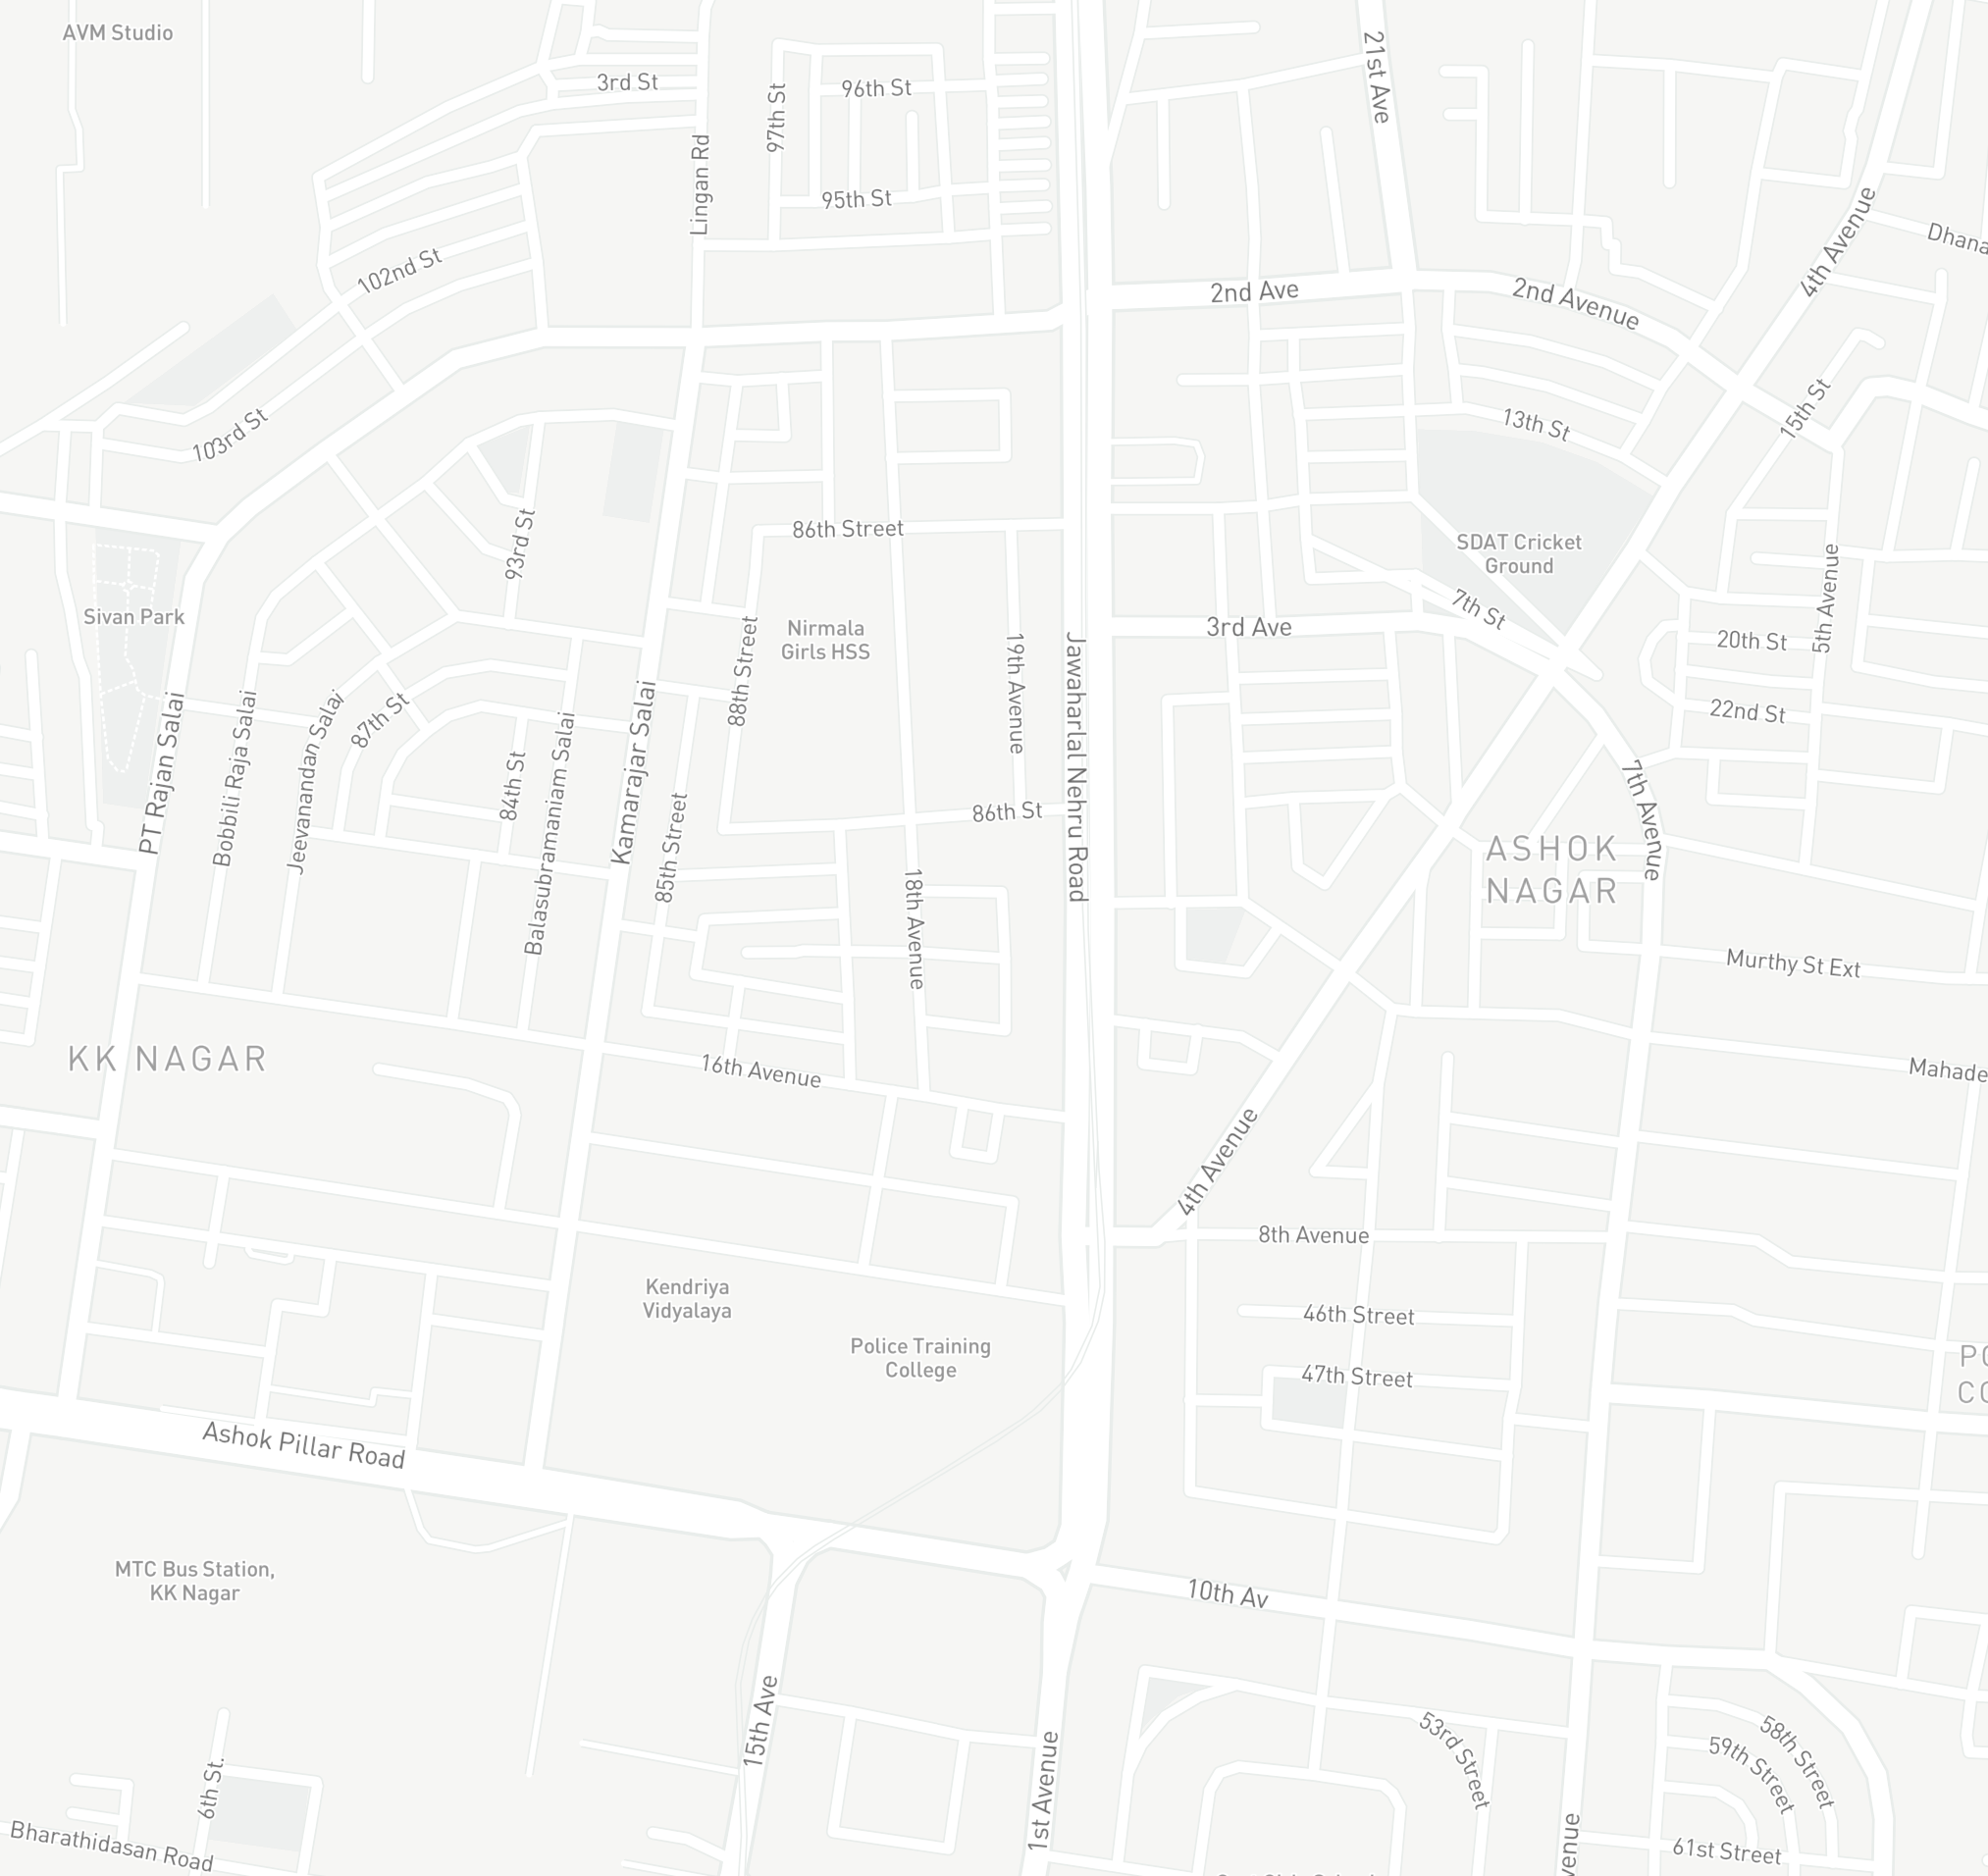 AVM Studio
3rd St
97th St
96th St
21st Ave
95th St
Lingan Rd
4th Avenue
102nd St
2nd Ave
2nd Avenue
103rd St
15th St
13th St
86th Street
93rd St
SDAT Cricket
Ground
5th Avenue
7th St
Sivan Park
Nirmala
Girls HSS
3rd Ave
20th St
88th Street
19th Avenue
22nd St
87th St
PT Rajan Salai
Bobbili Raja Salai
Jeevanandan Salai
84th St
Balasubramaniam Salai
Kamarajar Salai
85th Street
86th St
Jawaharlal Nehru Road
7th Avenue
ASHOK
NAGAR
18th Avenue
Murthy St Ext
KK NAGAR
16th Avenue
4th Avenue
8th Avenue
Kendriya
Vidyalaya
46th Street
Police Training
College
47th Street
Ashok Pillar Road
MTC Bus Station,
KK Nagar
10th Av
15th Ave
1st Avenue
53rd Street
58th Street
59th Street
6th St.
Bharathidasan Road
61st Street